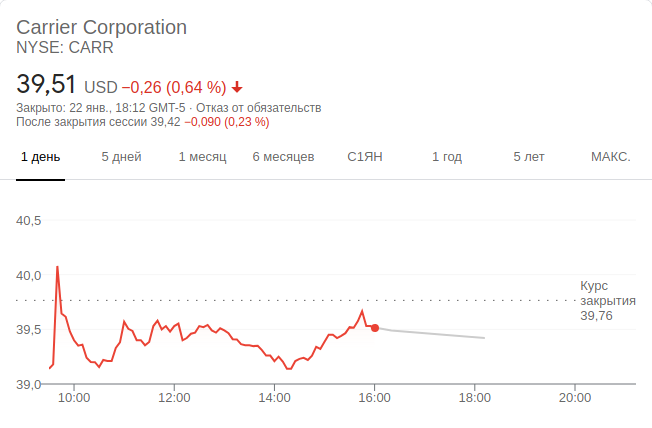 Carrier Corporation
NYSE: CARR
39,51 USD −0,26 (0,64 %)
Закрыто: 22 янв., 18:12 GMT-5 · Отказ от обязательств
После закрытия сессии 39,42 −0,090 (0,23 %)
1 день 5 дней 1 месяц 6 месяцев С1ЯН 1 год 5 лет МАКС.
40,5
40,0
Курс
закрытия
39,76
39,5
39,0
10:00 12:00 14:00 16:00 18:00 20:00